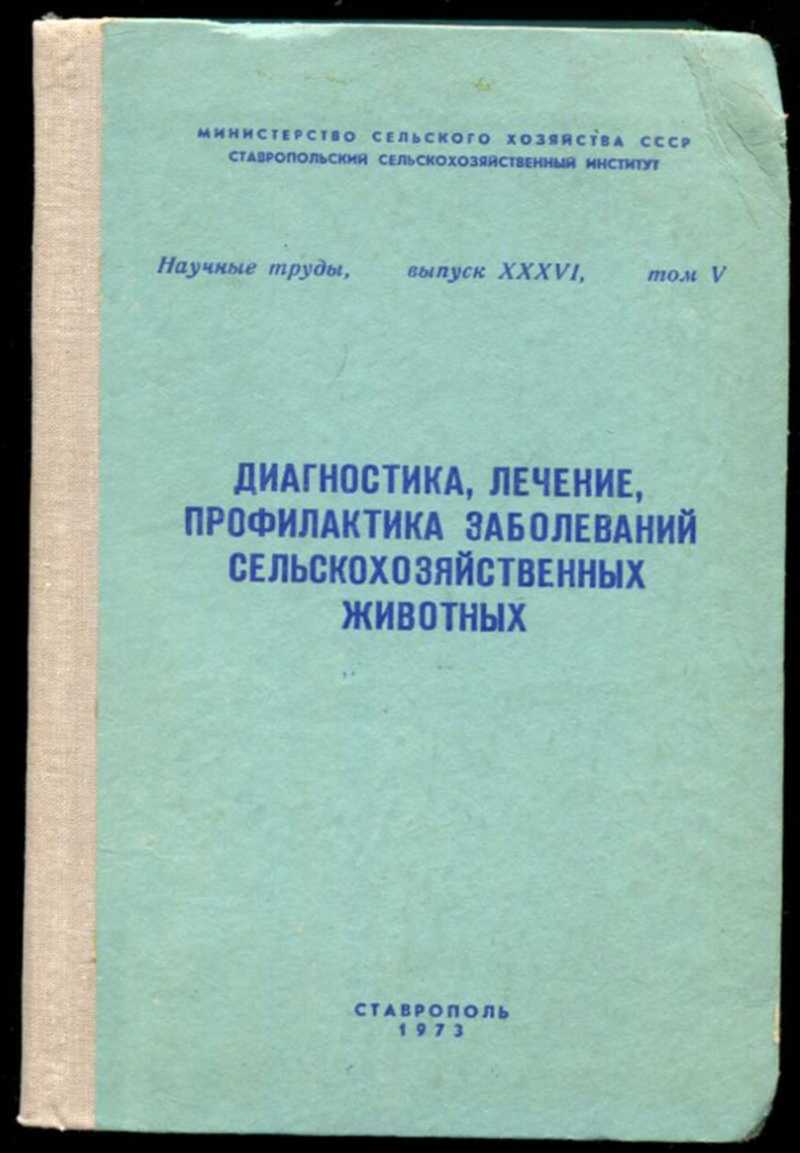 МИНИСТЕРСТВО СЕЛЬСКОГО ХОЗЯЙСТВА СССР
СТАВРОПОЛЬСКИЙ СЕЛЬСКОХОЗЯЙСТВЕННЫЙ ИНСТИТУТ
Научные труды, выпуск XXXVI, том V
ДИАГНОСТИКА, ЛЕЧЕНИЕ,
ПРОФИЛАКТИКА ЗАБОЛЕВАНИЙ
СЕЛЬСКОХОЗЯЙСТВЕННЫХ
ЖИВОТНЫХ
СТАВРОПОЛЬ
1973